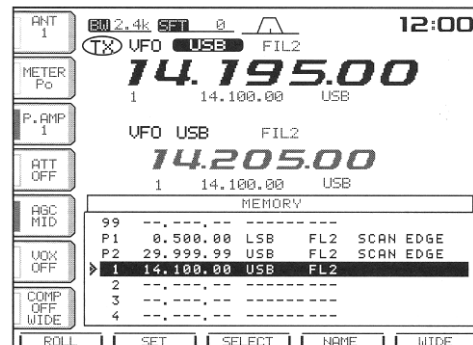 ANT
1
BW 2.4k SFT 0
12:00
TX VFO USB FIL2
14.195.00
1 14.100.00 USB
METER
Po
P.AMP
1
VFO USB FIL2
14.205.00
1 14.100.00 USB
ATT
OFF
AGC
MID
VOX
OFF
COMP
OFF
WIDE
MEMORY
99 --.---.-- ---------
P1 0.500.00 LSB FL2 SCAN EDGE
P2 29.999.99 USB FL2 SCAN EDGE
1 14.100.00 USB FL2
2 --.---.-- ---------
3 --.---.-- ---------
4 --.---.-- ---------
ROLL SET SELECT NAME WIDE